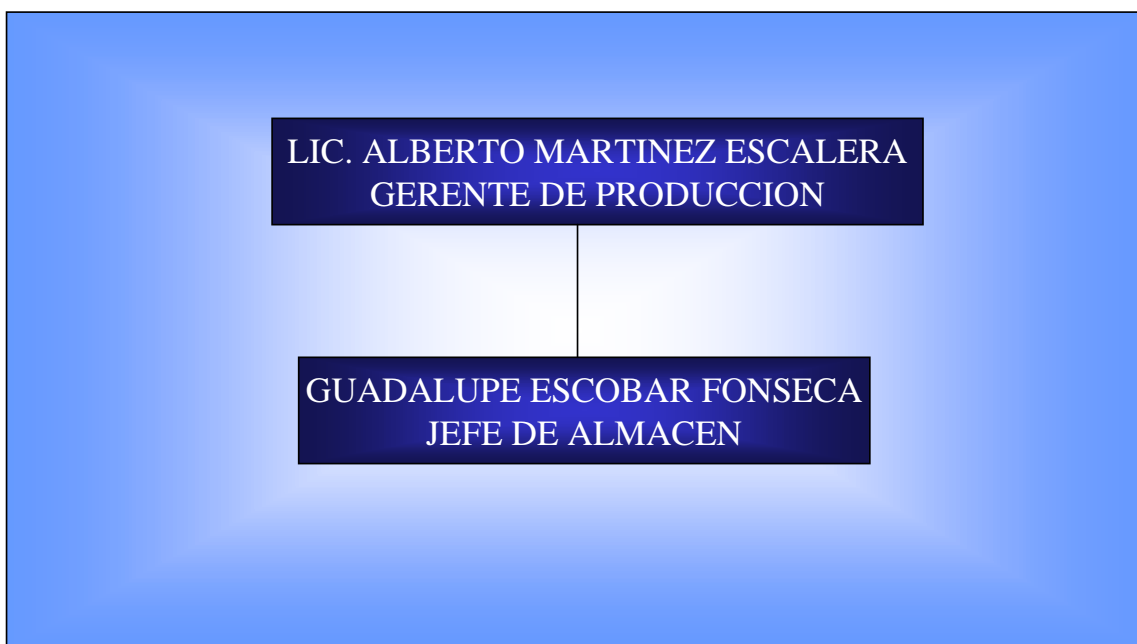 LIC. ALBERTO MARTINEZ ESCALERA
GERENTE DE PRODUCCION
GUADALUPE ESCOBAR FONSECA
JEFE DE ALMACEN